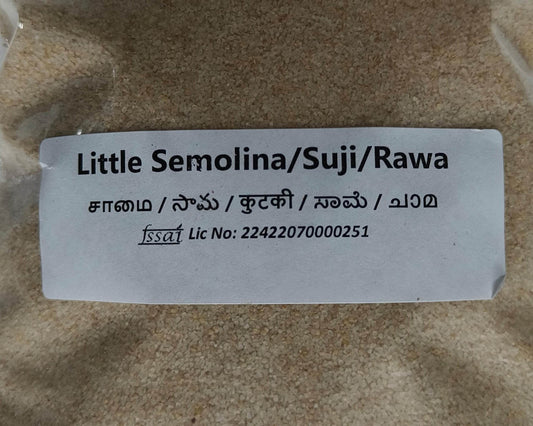 Little Semolina/Suji/Rawa
சாமை / సామ / कुटकी / ಸಾಮೆ / ചാമ
fssai Lic No: 22422070000251